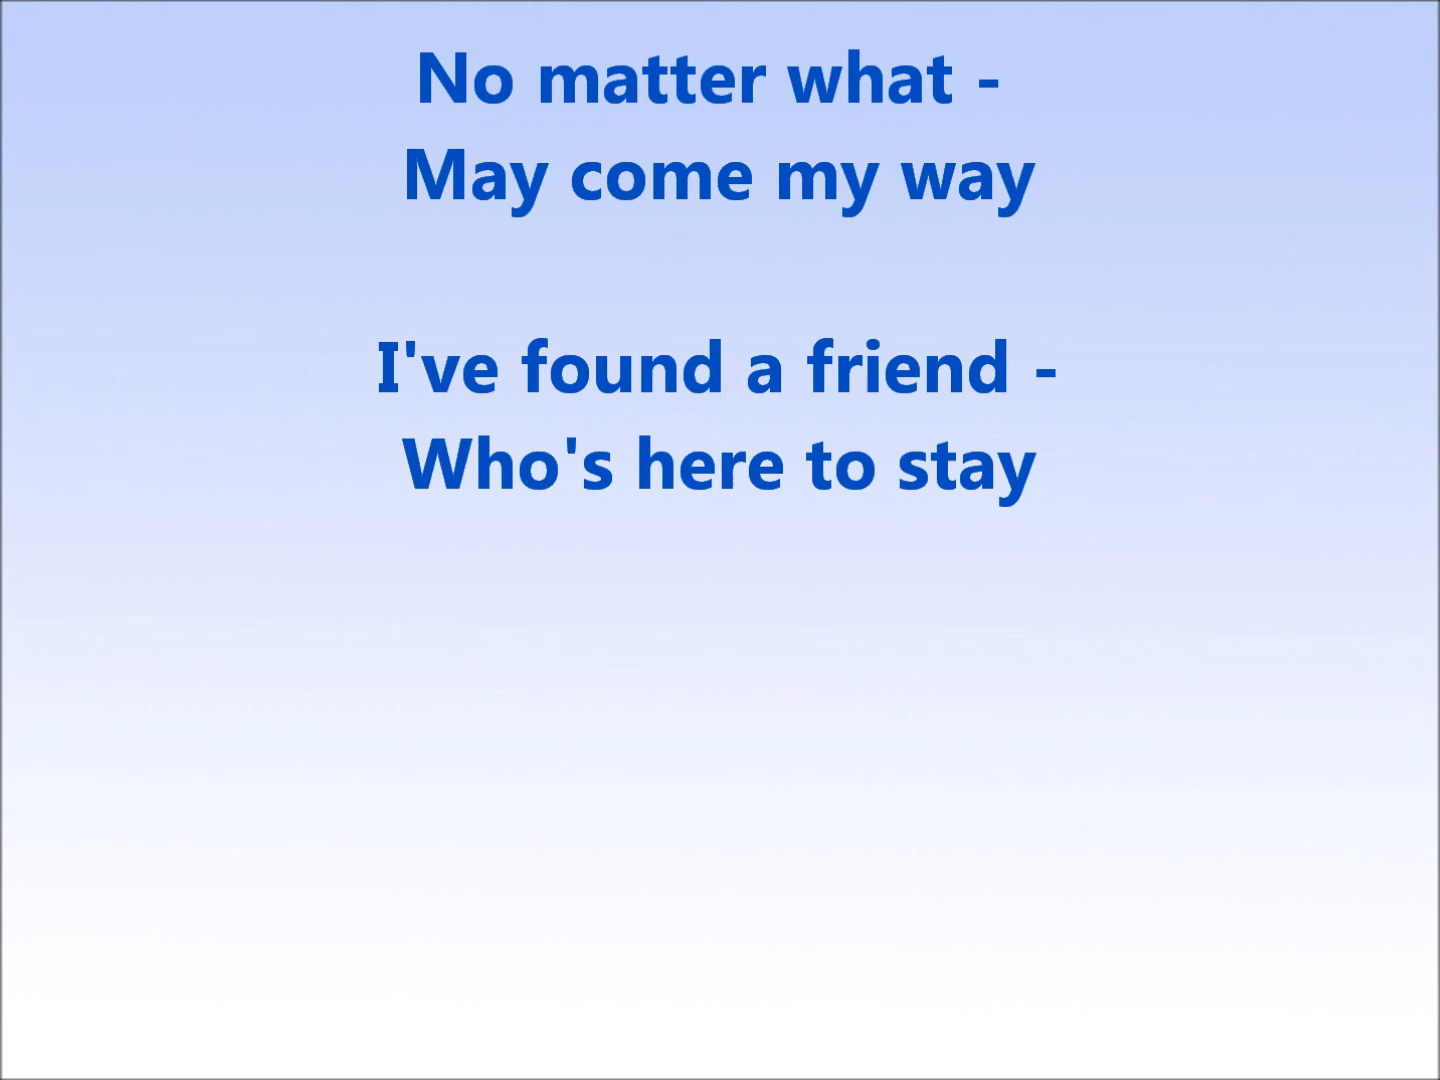 No matter what -
May come my way
I've found a friend -
Who's here to stay